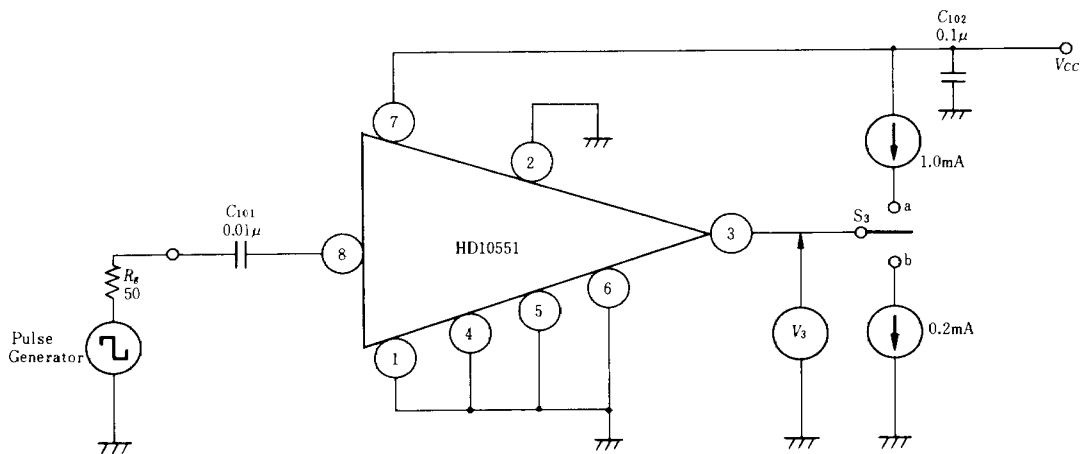 C102
0.1μ
VCC
7
2
1.0mA
a
S3
C101
0.01μ
8
HD10551
3
b
6
Rg
50
5
V3
0.2mA
4
Pulse
Generator
1